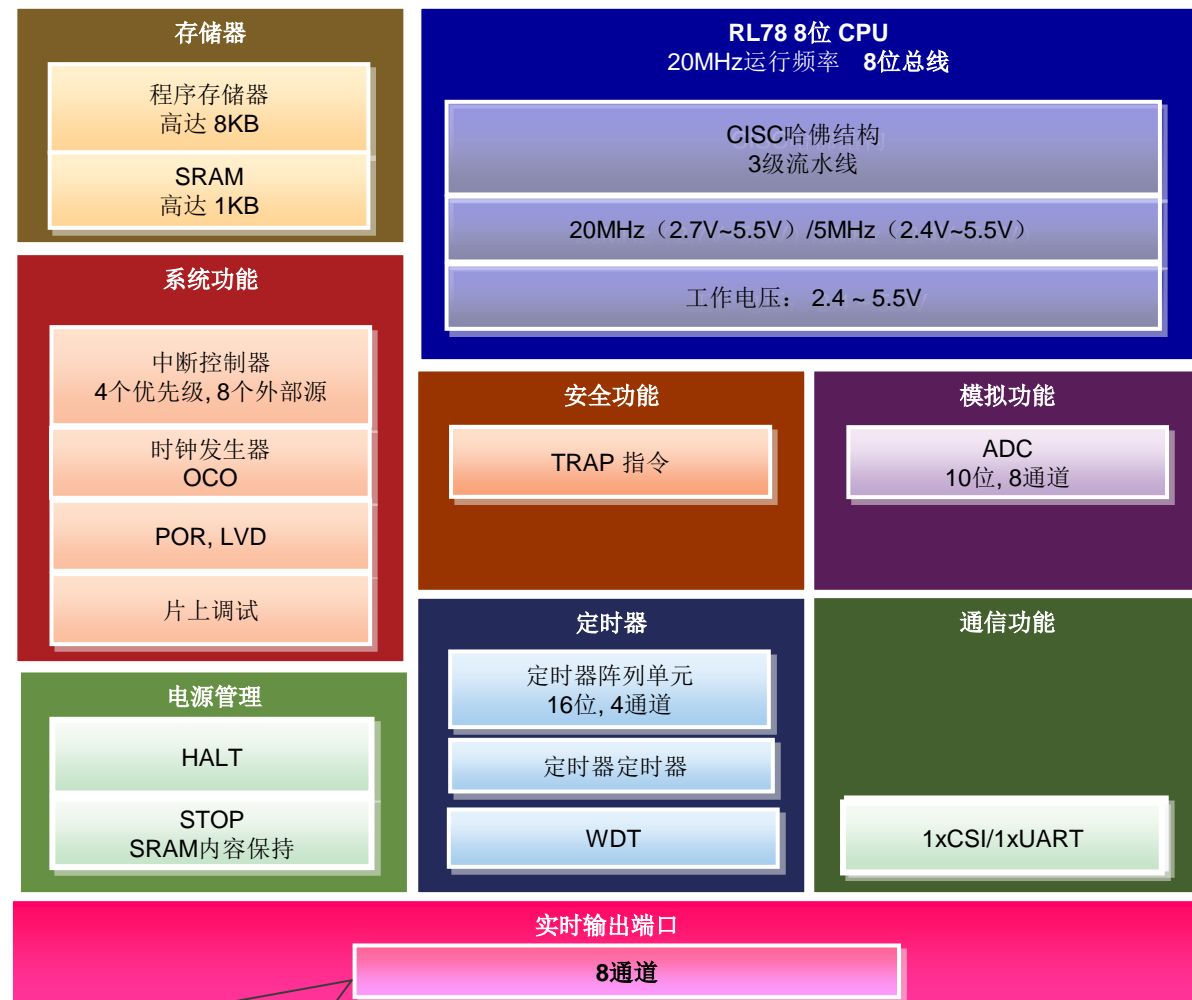 存储器
程序存储器
高达 8KB
SRAM
高达 1KB
RL78 8位 CPU
20MHz运行频率 8位总线
CISC哈佛结构
3级流水线
20MHz（2.7V~5.5V）/5MHz（2.4V~5.5V）
工作电压： 2.4 ~ 5.5V
系统功能
中断控制器
4个优先级, 8个外部源
时钟发生器
OCO
POR, LVD
片上调试
安全功能
TRAP 指令
模拟功能
ADC
10位, 8通道
电源管理
HALT
STOP
SRAM内容保持
定时器
定时器阵列单元
16位, 4通道
定时器定时器
WDT
通信功能
1xCSI/1xUART
实时输出端口
8通道